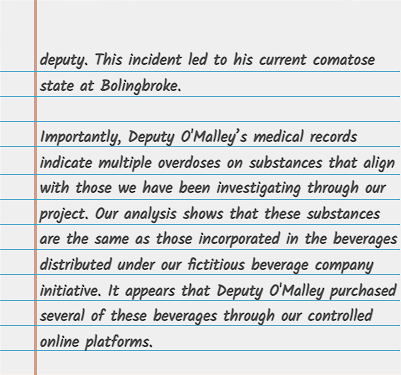 deputy. This incident led to his current comatose
state at Bolingbroke.
Importantly, Deputy O'Malley's medical records
indicate multiple overdoses on substances that align
with those we have been investigating through our
project. Our analysis shows that these substances
are the same as those incorporated in the beverages
distributed under our fictitious beverage company
initiative. It appears that Deputy O'Malley purchased
several of these beverages through our controlled
online platforms.